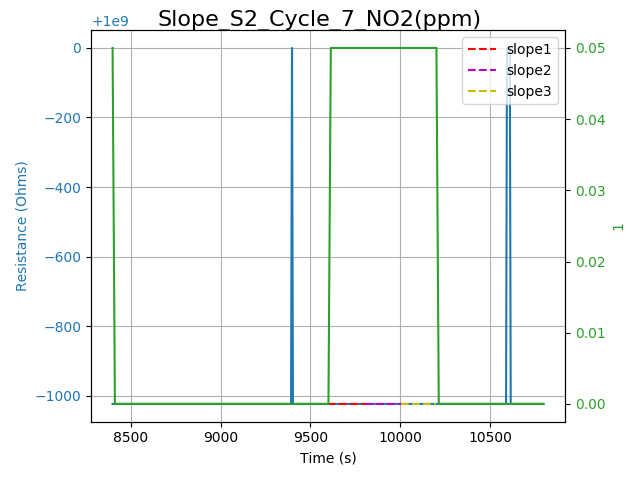 Slope_S2_Cycle_7_NO2(ppm)
+1e9
0
−200
−400
−600
−800
−1000
Resistance (Ohms)
slope1
slope2
slope3
0.05
0.04
0.03
0.02
0.01
0.00
1
8500 9000 9500 10000 10500
Time (s)